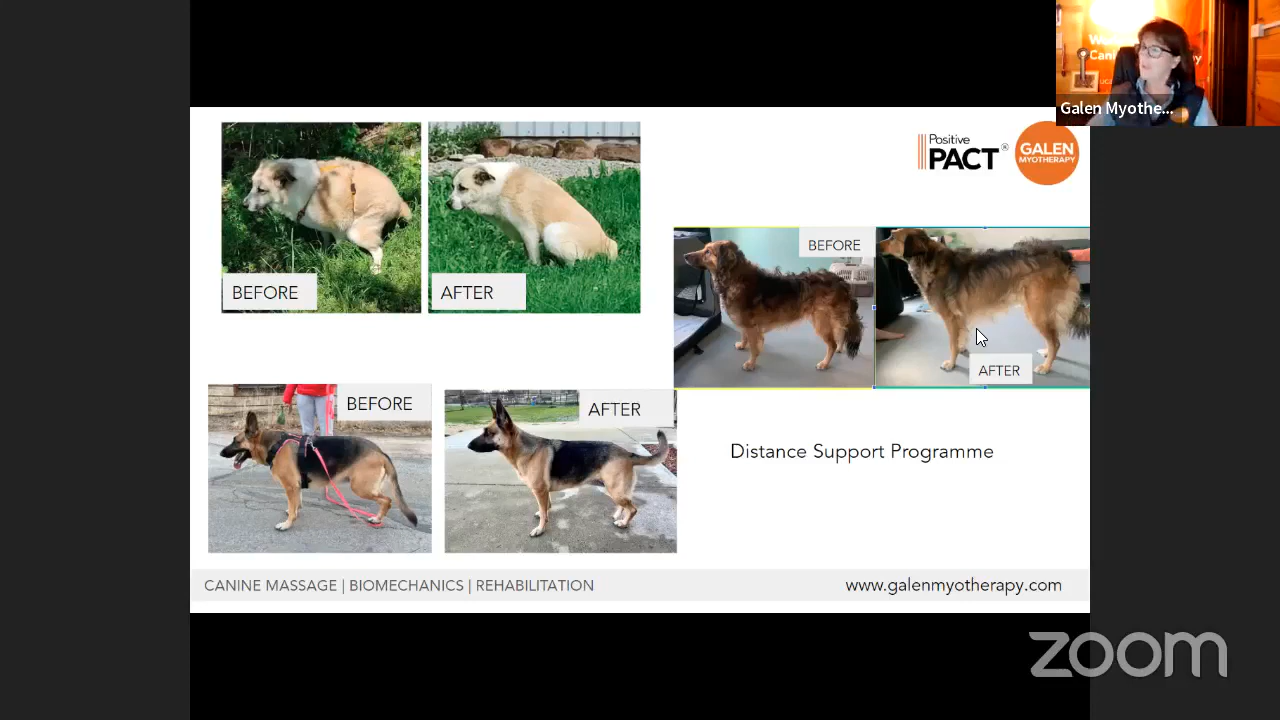 Galen Myothe...
Positive
PACT®
GALEN
MYOTHERAPY
BEFORE
AFTER
BEFORE
AFTER
BEFORE
AFTER
Distance Support Programme
CANINE MASSAGE | BIOMECHANICS | REHABILITATION
www.galenmyotherapy.com
zoom